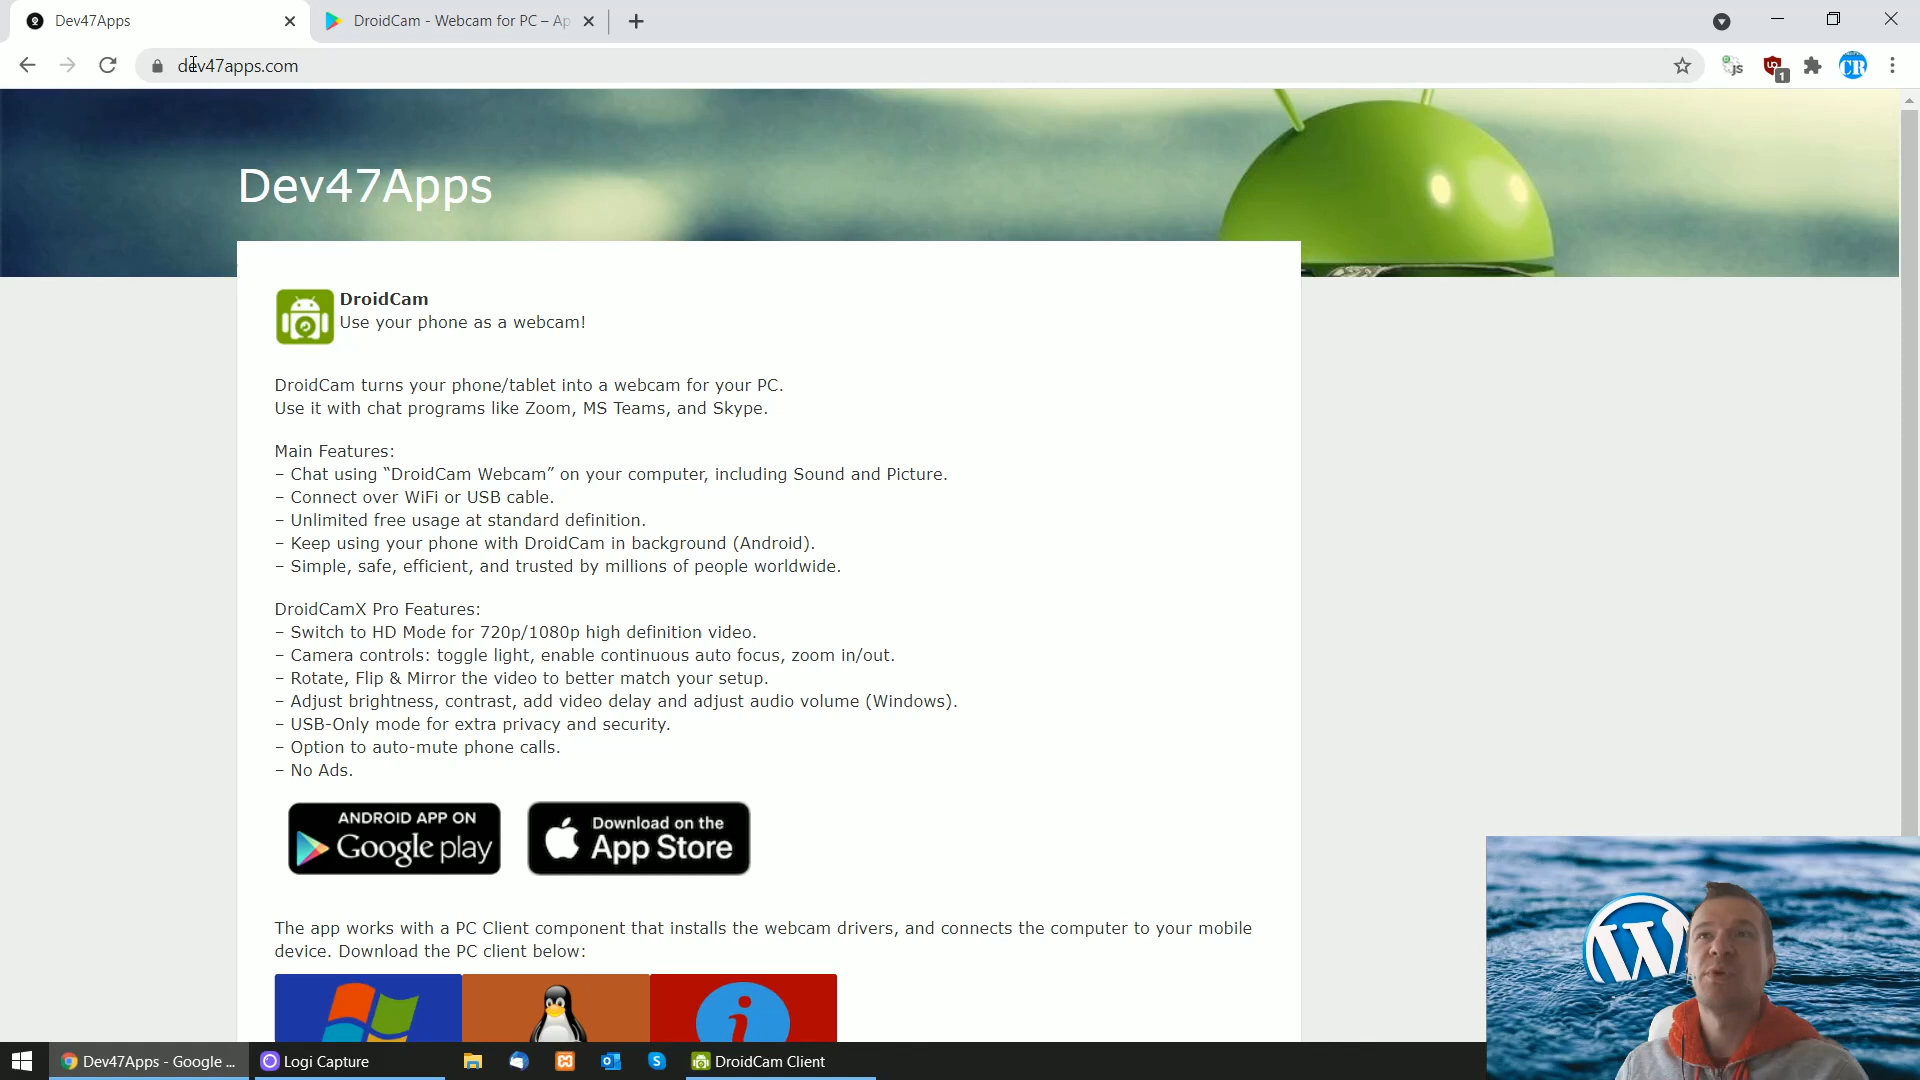 Dev47Apps
DroidCam - Webcam for PC – Ap
dev47apps.com
JS
1
CR
Dev47Apps
DroidCam
Use your phone as a webcam!
DroidCam turns your phone/tablet into a webcam for your PC.
Use it with chat programs like Zoom, MS Teams, and Skype.
Main Features:
– Chat using “DroidCam Webcam” on your computer, including Sound and Picture.
– Connect over WiFi or USB cable.
– Unlimited free usage at standard definition.
– Keep using your phone with DroidCam in background (Android).
– Simple, safe, efficient, and trusted by millions of people worldwide.
DroidCamX Pro Features:
– Switch to HD Mode for 720p/1080p high definition video.
– Camera controls: toggle light, enable continuous auto focus, zoom in/out.
– Rotate, Flip & Mirror the video to better match your setup.
– Adjust brightness, contrast, add video delay and adjust audio volume (Windows).
– USB-Only mode for extra privacy and security.
– Option to auto-mute phone calls.
– No Ads.
ANDROID APP ON
Google play
Download on the
App Store
The app works with a PC Client component that installs the webcam drivers, and connects the computer to your mobile
device. Download the PC client below:
i
W
Dev47Apps - Google ...
Logi Capture
S
DroidCam Client